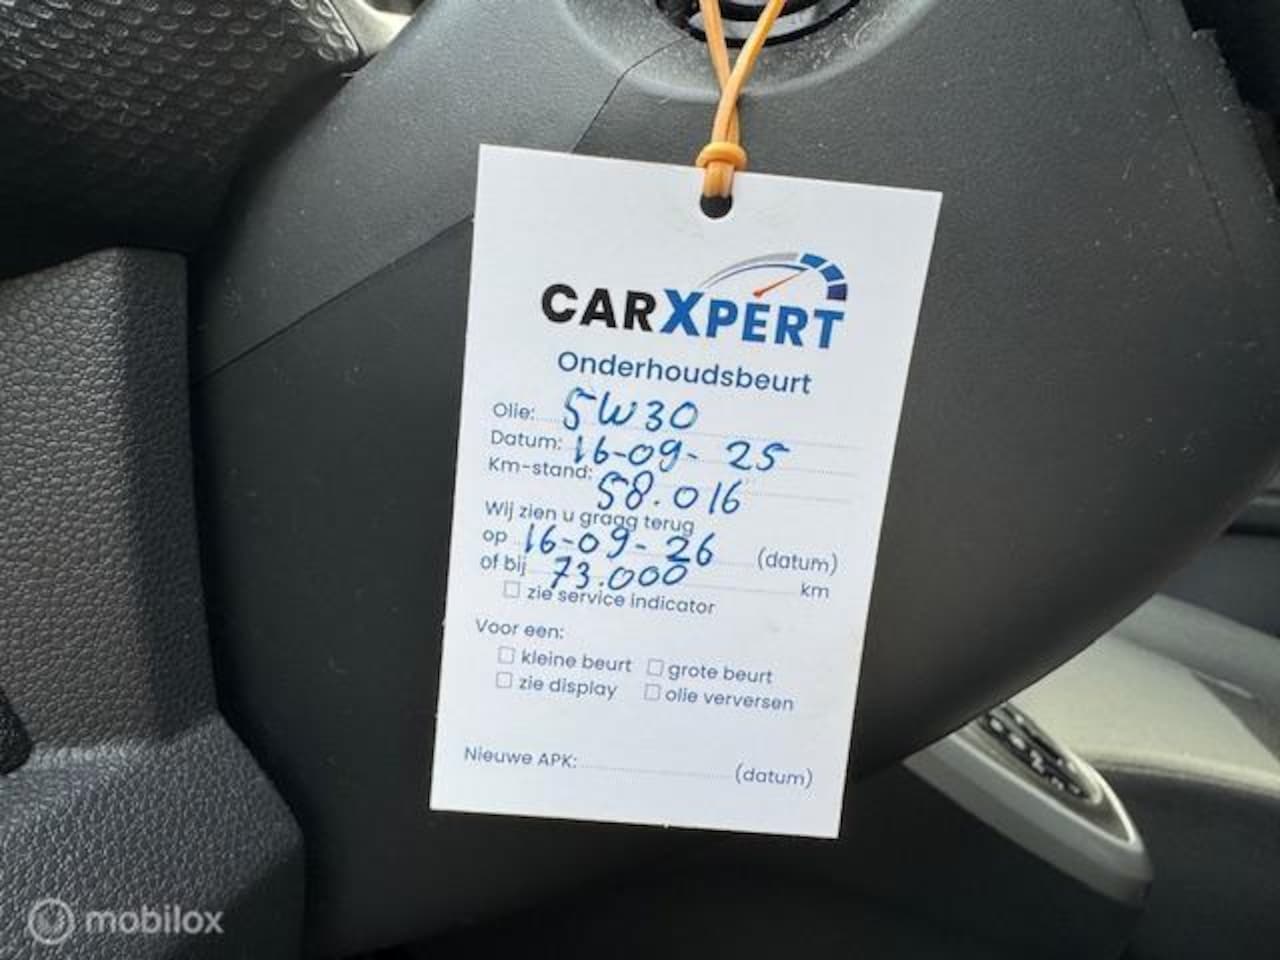 CARXPERT
Onderhoudsbeurt
Olie: 5W30
Datum: 16-09-25
Km-stand: 58.016
Wij zien u graag terug
op 16-09-26 (datum)
of bij 73.000 km
zie service indicator
Voor een:
kleine beurt grote beurt
zie display olie verversen
Nieuwe APK: (datum)
mobilox